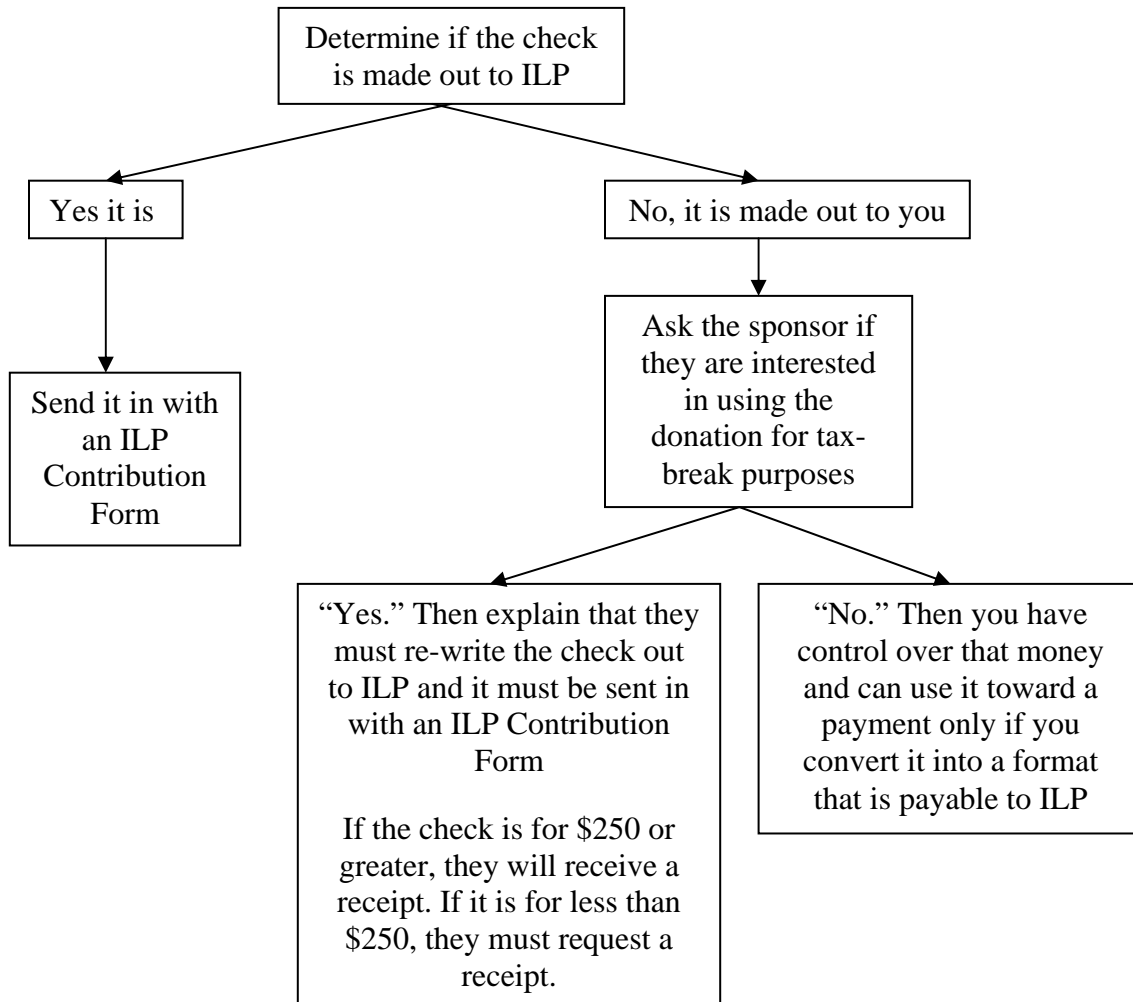 Determine if the check
is made out to ILP
Yes it is
No, it is made out to you
Send it in with
an ILP
Contribution
Form
Ask the sponsor if
they are interested
in using the
donation for tax-
break purposes
“Yes.” Then explain that they
must re-write the check out
to ILP and it must be sent in
with an ILP Contribution
Form
If the check is for $250 or
greater, they will receive a
receipt. If it is for less than
$250, they must request a
receipt.
“No.” Then you have
control over that money
and can use it toward a
payment only if you
convert it into a format
that is payable to ILP